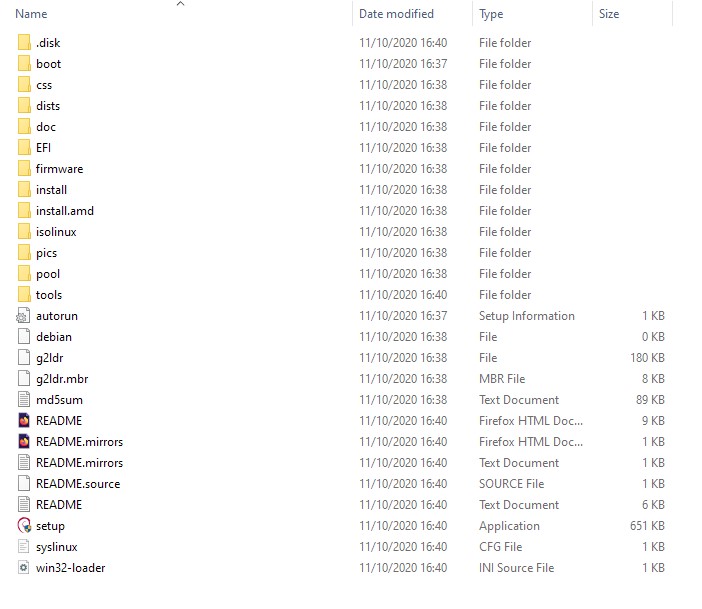 Name Date modified Type Size
.disk 11/10/2020 16:40 File folder
boot 11/10/2020 16:37 File folder
css 11/10/2020 16:38 File folder
dists 11/10/2020 16:38 File folder
doc 11/10/2020 16:38 File folder
EFI 11/10/2020 16:38 File folder
firmware 11/10/2020 16:38 File folder
install 11/10/2020 16:38 File folder
install.amd 11/10/2020 16:38 File folder
isolinux 11/10/2020 16:38 File folder
pics 11/10/2020 16:38 File folder
pool 11/10/2020 16:38 File folder
tools 11/10/2020 16:40 File folder
autorun 11/10/2020 16:37 Setup Information 1 KB
debian 11/10/2020 16:38 File 0 KB
g2ldr 11/10/2020 16:38 File 180 KB
g2ldr.mbr 11/10/2020 16:38 MBR File 8 KB
md5sum 11/10/2020 16:38 Text Document 89 KB
README 11/10/2020 16:40 Firefox HTML Doc... 9 KB
README.mirrors 11/10/2020 16:40 Firefox HTML Doc... 1 KB
README.mirrors 11/10/2020 16:40 Text Document 1 KB
README.source 11/10/2020 16:40 SOURCE File 1 KB
README 11/10/2020 16:40 Text Document 6 KB
setup 11/10/2020 16:40 Application 651 KB
syslinux 11/10/2020 16:40 CFG File 1 KB
win32-loader 11/10/2020 16:40 INI Source File 1 KB